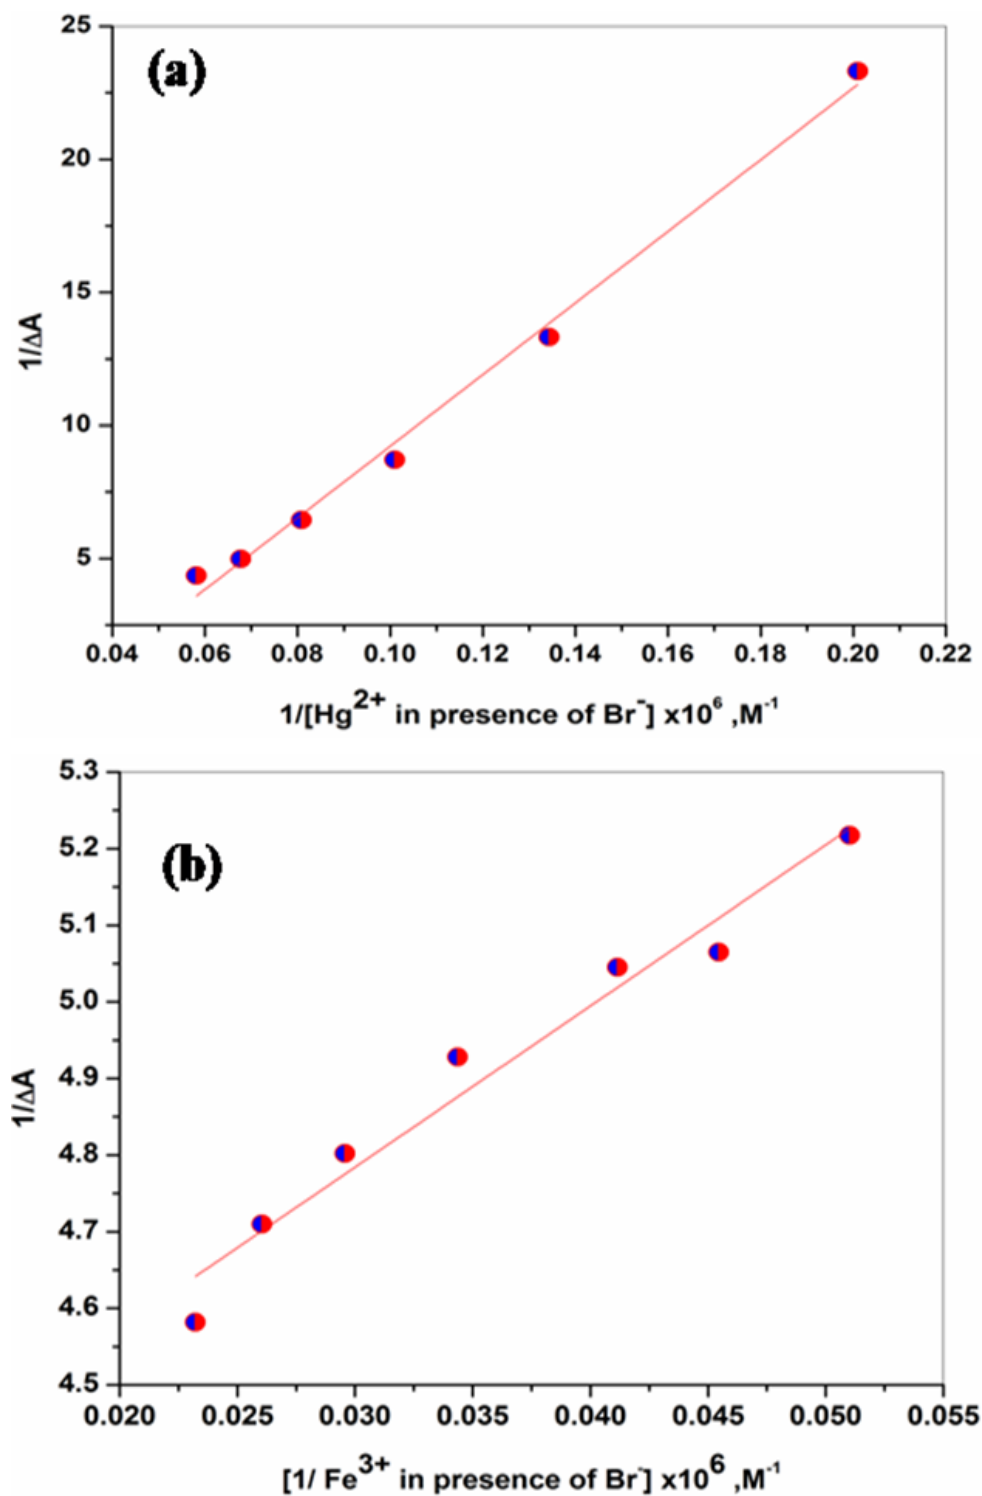 (a)
1/ΔA
25
20
15
10
5
0.04 0.06 0.08 0.10 0.12 0.14 0.16 0.18 0.20 0.22
1/[Hg²⁺ in presence of Br⁻] x10⁶ ,M⁻¹
(b)
1/ΔA
5.3
5.2
5.1
5.0
4.9
4.8
4.7
4.6
4.5
0.020 0.025 0.030 0.035 0.040 0.045 0.050 0.055
[1/ Fe³⁺ in presence of Br⁻] x10⁶ ,M⁻¹